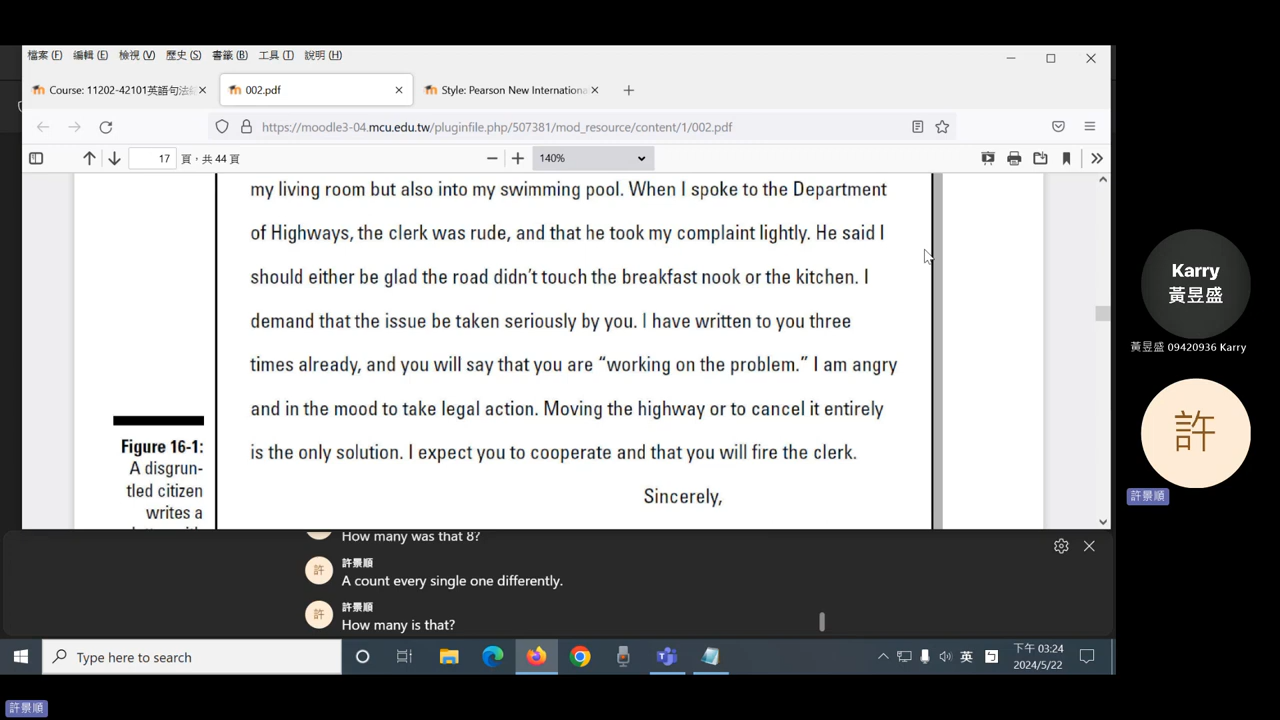 檔案 (F) 編輯 (E) 檢視 (V) 歷史 (S) 書籤 (B) 工具 (T) 說明 (H)
Course: 11202-42101英語句法 002.pdf Style: Pearson New Internationa
https://moodle3-04.mcu.edu.tw/pluginfile.php/507381/mod_resource/content/1/002.pdf
17 頁，共 44 頁 140%
my living room but also into my swimming pool. When I spoke to the Department
of Highways, the clerk was rude, and that he took my complaint lightly. He said I
should either be glad the road didn't touch the breakfast nook or the kitchen. I
demand that the issue be taken seriously by you. I have written to you three
times already, and you will say that you are “working on the problem.” I am angry
and in the mood to take legal action. Moving the highway or to cancel it entirely
is the only solution. I expect you to cooperate and that you will fire the clerk.
Sincerely,
Figure 16-1:
A disgrun-
tled citizen
writes a
How many was that 8?
許景順
A count every single one differently.
許景順
How many is that?
許
許
Type here to search
英
下午 03:24
2024/5/22
Karry
黃昱盛
黃昱盛 09420936 Karry
許
許景順
許景順